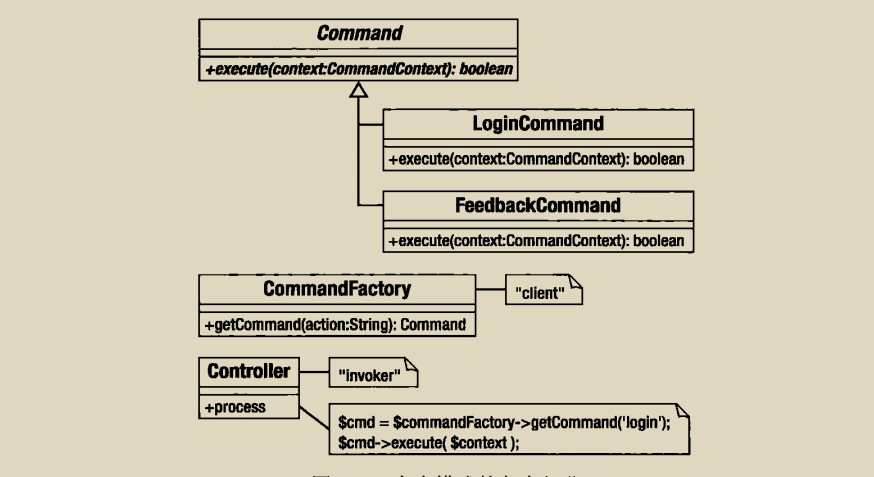 Command
+execute(context:CommandContext): boolean
LoginCommand
+execute(context:CommandContext): boolean
FeedbackCommand
+execute(context:CommandContext): boolean
CommandFactory
"client"
+getCommand(action:String): Command
Controller
"invoker"
+process
$cmd = $commandFactory->getCommand('login');
$cmd->execute( $context );